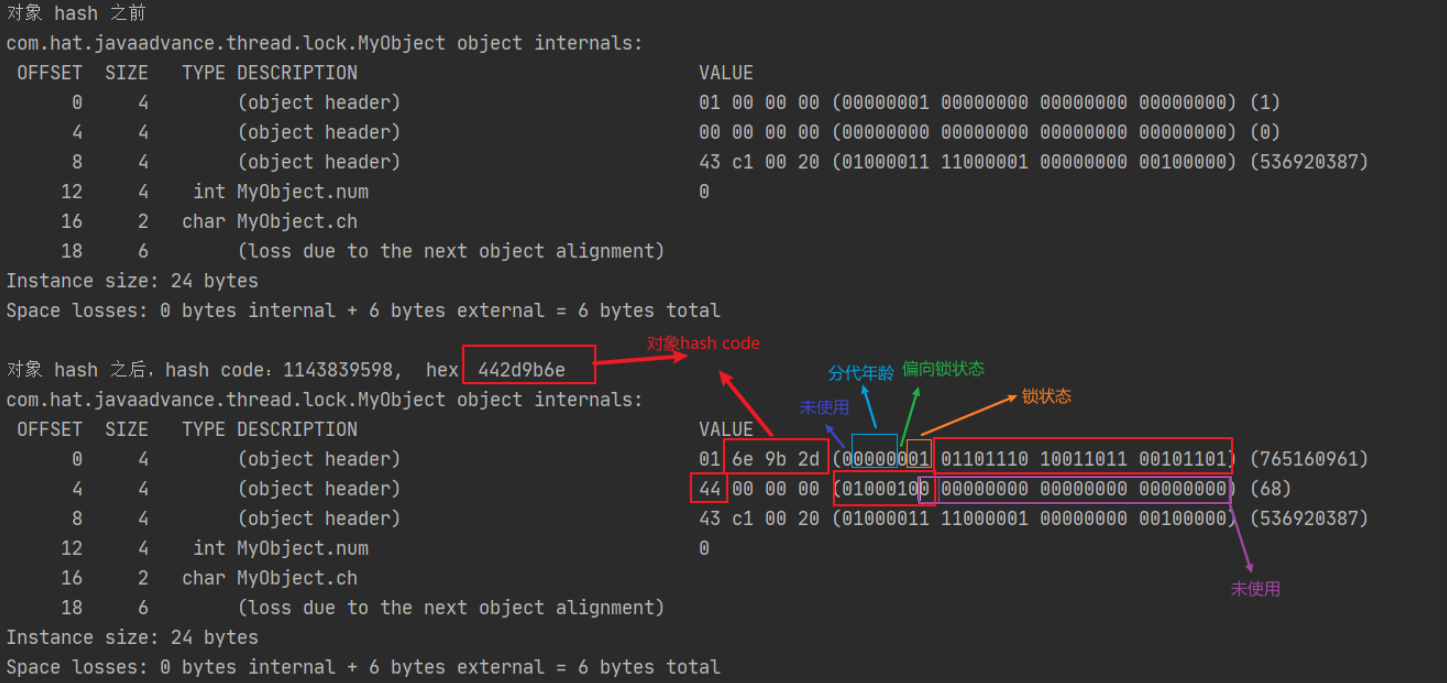 对象 hash 之前
com.hat.javaadvance.thread.lock.MyObject object internals:
OFFSET SIZE TYPE DESCRIPTION VALUE
0 4 (object header) 01 00 00 00 (00000001 00000000 00000000 00000000) (1)
4 4 (object header) 00 00 00 00 (00000000 00000000 00000000 00000000) (0)
8 4 (object header) 43 c1 00 20 (01000011 11000001 00000000 00100000) (536920387)
12 4 int MyObject.num 0
16 2 char MyObject.ch
18 6 (loss due to the next object alignment)
Instance size: 24 bytes
Space losses: 0 bytes internal + 6 bytes external = 6 bytes total
对象hash code
对象 hash 之后，hash code：1143839598, hex 442d9b6e
分代年龄 偏向锁状态
锁状态
com.hat.javaadvance.thread.lock.MyObject object internals:
未使用
OFFSET SIZE TYPE DESCRIPTION VALUE
0 4 (object header) 01 6e 9b 2d (00000001 01101110 10011011 00101101) (765160961)
4 4 (object header) 44 00 00 00 (01000100 00000000 00000000 00000000) (68)
8 4 (object header) 43 c1 00 20 (01000011 11000001 00000000 00100000) (536920387)
12 4 int MyObject.num 0
16 2 char MyObject.ch
未使用
18 6 (loss due to the next object alignment)
Instance size: 24 bytes
Space losses: 0 bytes internal + 6 bytes external = 6 bytes total